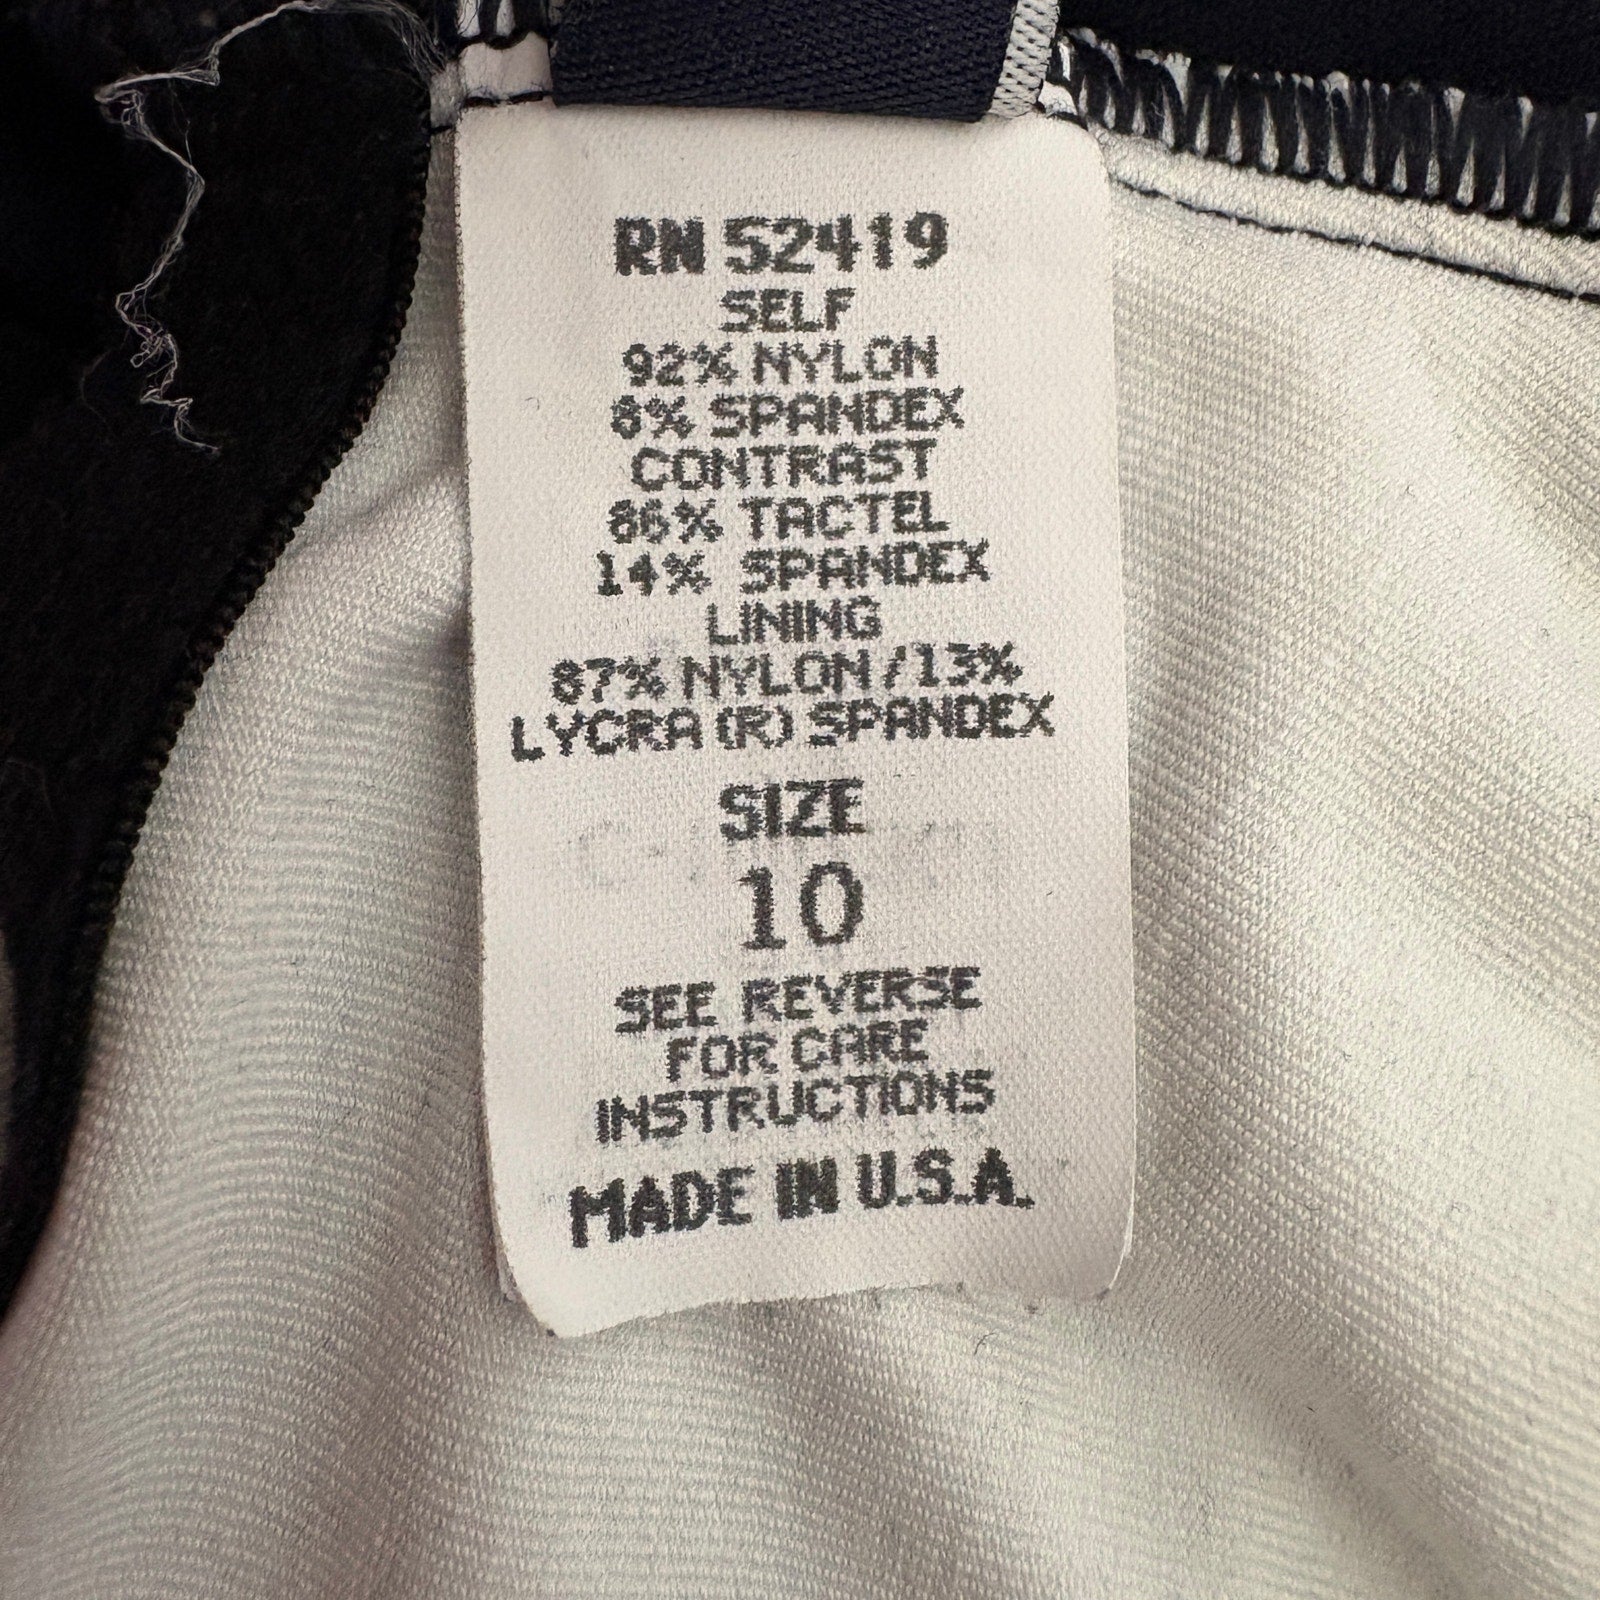 RN 52419
SELF
92% NYLON
8% SPANDEX
CONTRAST
86% TACTEL
14% SPANDEX
LINING
87% NYLON / 13%
LYCRA (R) SPANDEX
SIZE
10
SEE REVERSE
FOR CARE
INSTRUCTIONS
MADE IN U.S.A.